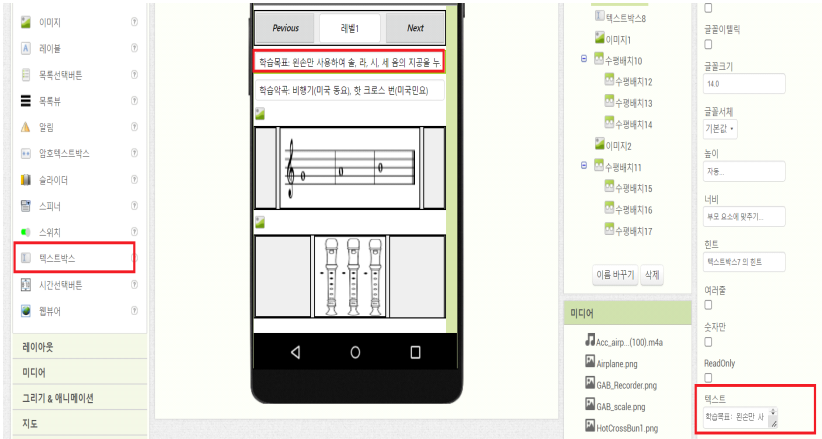 이미지
레이블
목록선택버튼
목록뷰
알림
암호텍스트박스
슬라이더
스피너
스위치
텍스트박스
시간선택버튼
웹뷰어
레이아웃
미디어
그리기 & 애니메이션
지도
Pevious
레벨1
Next
학습목표: 왼손만 사용하여 솔, 라, 시, 세 음의 지공을 누
학습악곡: 비행기(미국 동요), 핫 크로스 번(미국민요)
텍스트박스8
이미지1
수평배치10
수평배치12
수평배치13
수평배치14
이미지2
수평배치11
수평배치15
수평배치16
수평배치17
이름 바꾸기
삭제
미디어
Acc_airp...(100).m4a
Airplane.png
GAB_Recorder.png
GAB_scale.png
HotCrossBun1.png
글꼴이텔릭
글꼴크기
14.0
글꼴서체
기본값
높이
자동...
너비
부모 요소에 맞추기...
힌트
텍스트박스7 의 힌트
여러줄
숫자만
ReadOnly
텍스트
학습목표: 왼손만 사